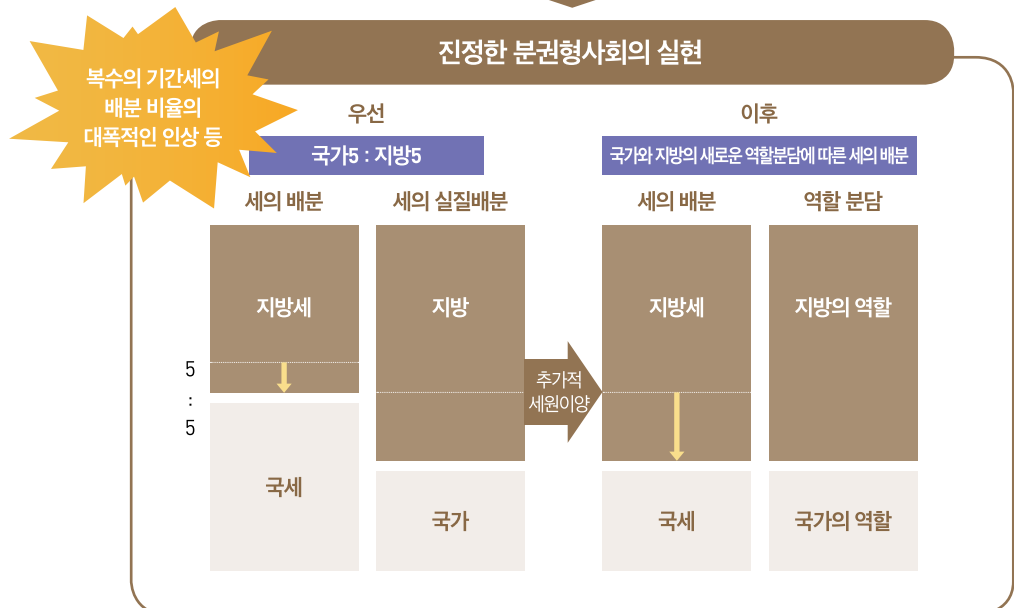 진정한 분권형사회의 실현
복수의 기간세의
배분 비율의
대폭적인 인상 등
우선
국가5 : 지방5
세의 배분
세의 실질배분
지방세
지방
5
:
5
국세
국가
추가적
세원이양
이후
국가와 지방의 새로운 역할분담에 따른 세의 배분
세의 배분
역할 분담
지방세
지방의 역할
국세
국가의 역할